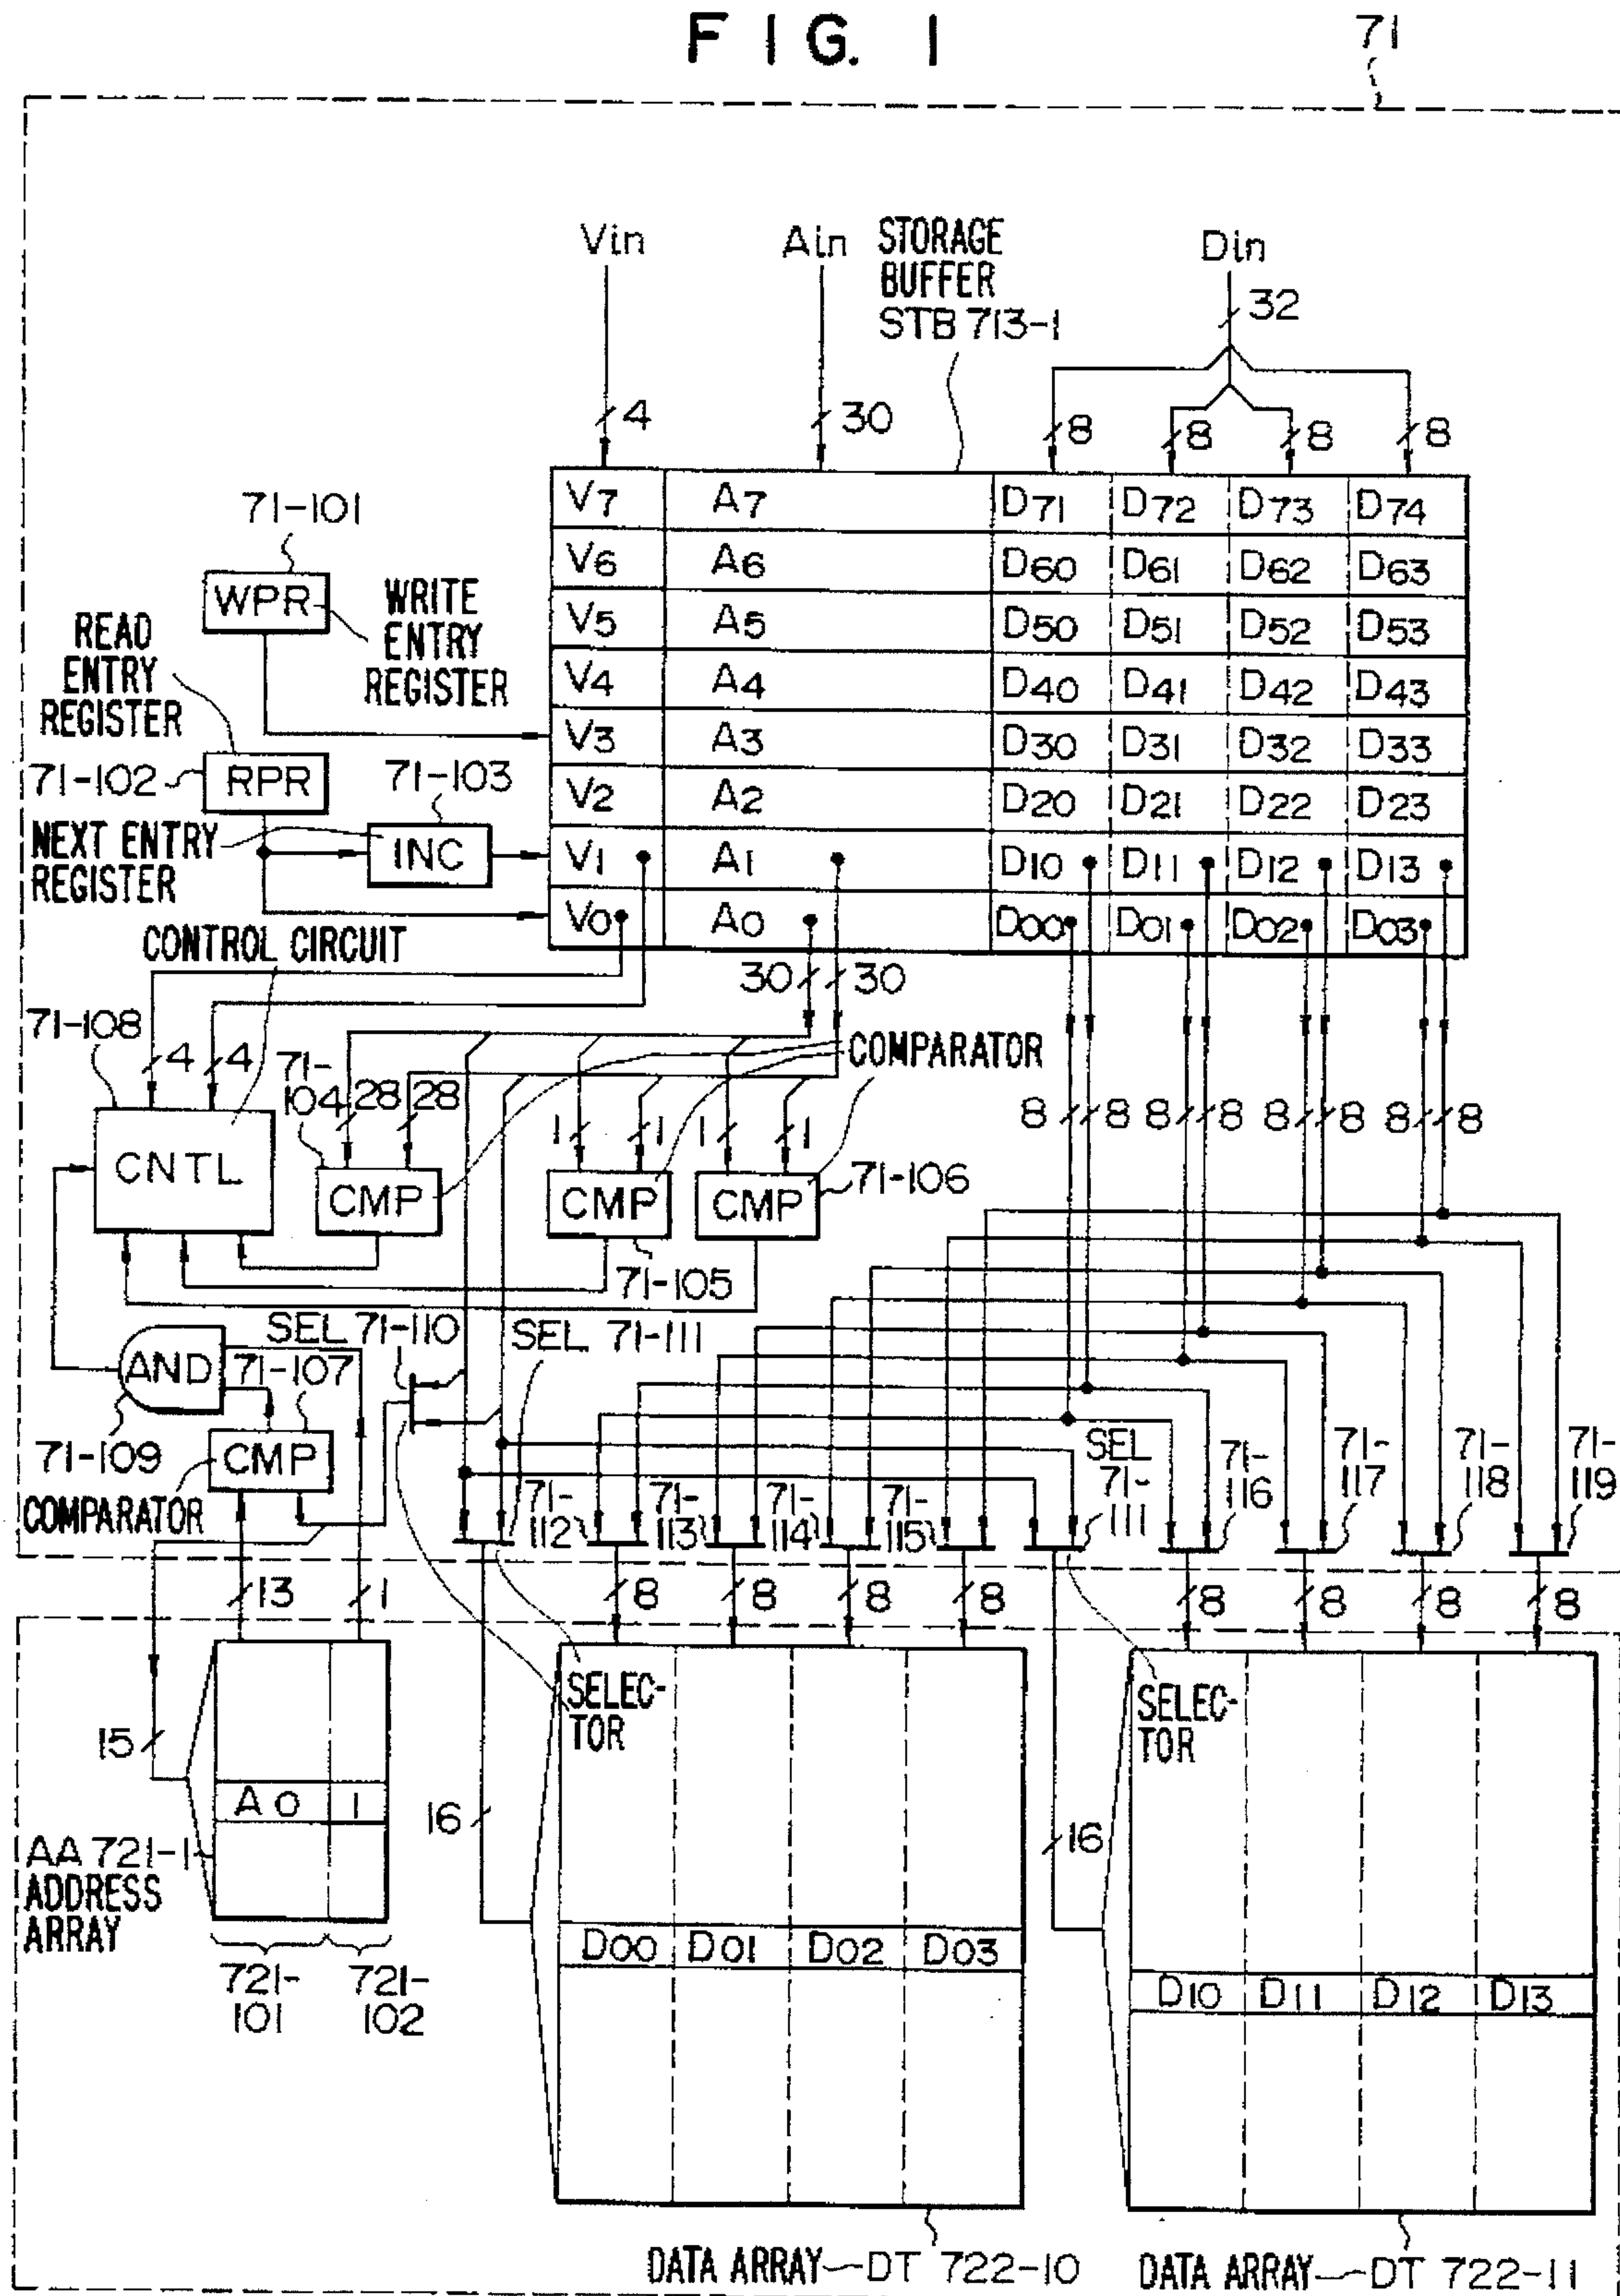 FIG. 1
71
Vin
Ain
STORAGE
BUFFER
STB 713-1
Din
32
4
30
8
8
8
8
71-101
WPR
WRITE
ENTRY
REGISTER
READ
ENTRY
REGISTER
71-102
RPR
71-103
INC
NEXT ENTRY
REGISTER
V7 A7 D71 D72 D73 D74
V6 A6 D60 D61 D62 D63
V5 A5 D50 D51 D52 D53
V4 A4 D40 D41 D42 D43
V3 A3 D30 D31 D32 D33
V2 A2 D20 D21 D22 D23
V1 A1 D10 D11 D12 D13
V0 A0 D00 D01 D02 D03
CONTROL CIRCUIT
30 30
71-108
4 4
71-
104
28 28
COMPARATOR
1 1 1 1
8 8 8 8 8 8 8 8
CNTL
CMP
CMP
CMP
71-106
71-105
SEL 71-110
SEL 71-111
AND
71-107
71-109
CMP
COMPARATOR
71-
112
71-
113
71-
114
71-
115
SEL
71-
111
71-
116
71-
117
71-
118
71-
119
13 1
8 8 8 8
8 8 8 8
15
SELEC-
TOR
SELEC-
TOR
16
16
A0 1
AA 721-1
ADDRESS
ARRAY
721-
101
721-
102
D00 D01 D02 D03
D10 D11 D12 D13
DATA ARRAY DT 722-10
DATA ARRAY DT 722-11